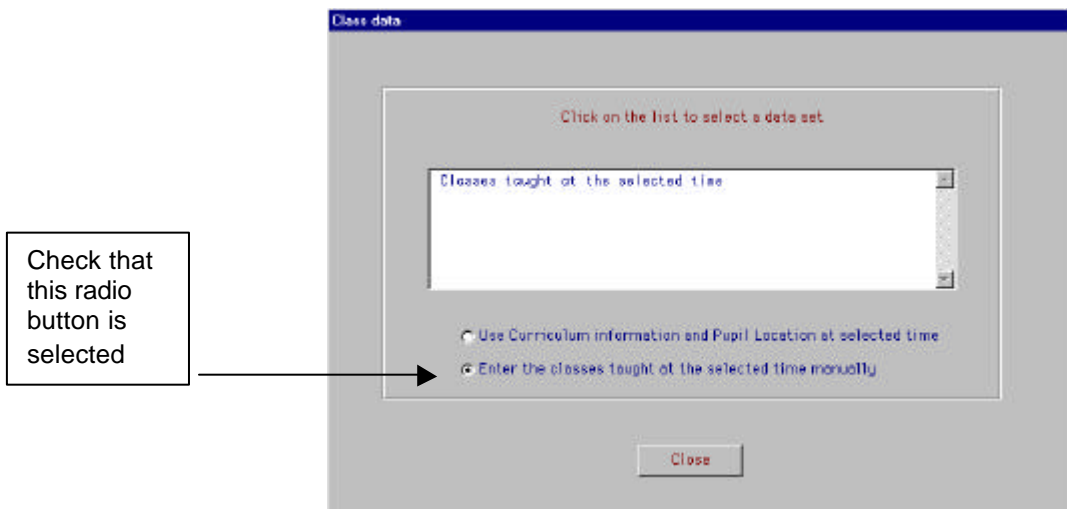 Class data
Click on the list to select a data set
Classes taught at the selected time
Check that
this radio
button is
selected
Use Curriculum information and Pupil Location at selected time
Enter the classes taught at the selected time manually
Close